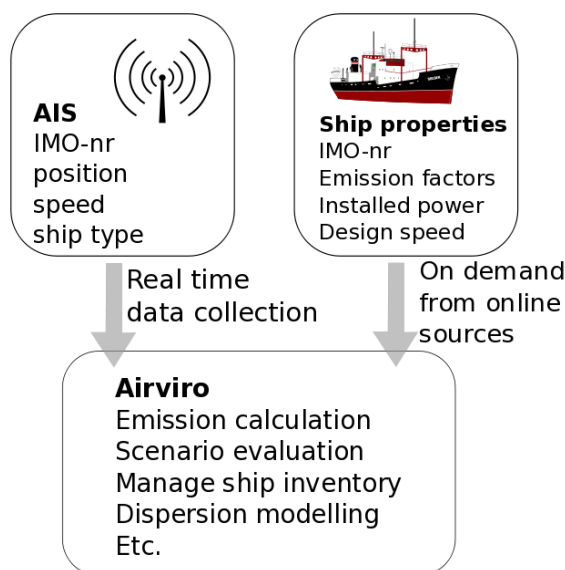 AIS
IMO-nr
position
speed
ship type
Ship properties
IMO-nr
Emission factors
Installed power
Design speed
Real time
data collection
On demand
from online
sources
Airviro
Emission calculation
Scenario evaluation
Manage ship inventory
Dispersion modelling
Etc.